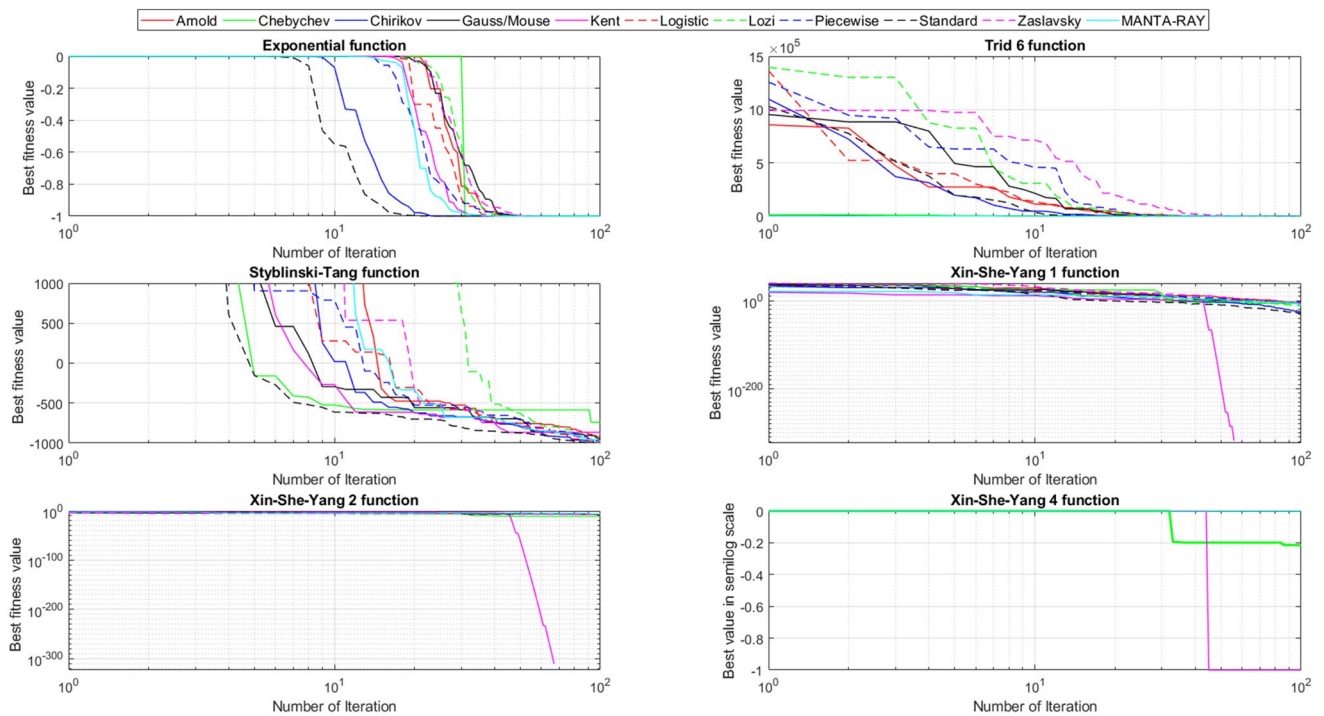 Arnold Chebychev Chirikov Gauss/Mouse Kent Logistic Lozi Piecewise Standard Zaslavsky MANTA-RAY
Exponential function
Best fitness value
0
-0.2
-0.4
-0.6
-0.8
-1
10^0
10^1
10^2
Number of Iteration
Trid 6 function
×10^5
Best fitness value
15
10
5
0
10^0
10^1
10^2
Number of Iteration
Styblinski-Tang function
Best fitness value
1000
500
0
-500
-1000
10^0
10^1
10^2
Number of Iteration
Xin-She-Yang 1 function
Best fitness value
10^0
10^-200
10^0
10^1
10^2
Number of Iteration
Xin-She-Yang 2 function
Best fitness value
10^0
10^-100
10^-200
10^-300
10^0
10^1
10^2
Number of Iteration
Xin-She-Yang 4 function
Best value in semilog scale
0
-0.2
-0.4
-0.6
-0.8
-1
10^0
10^1
10^2
Number of Iteration